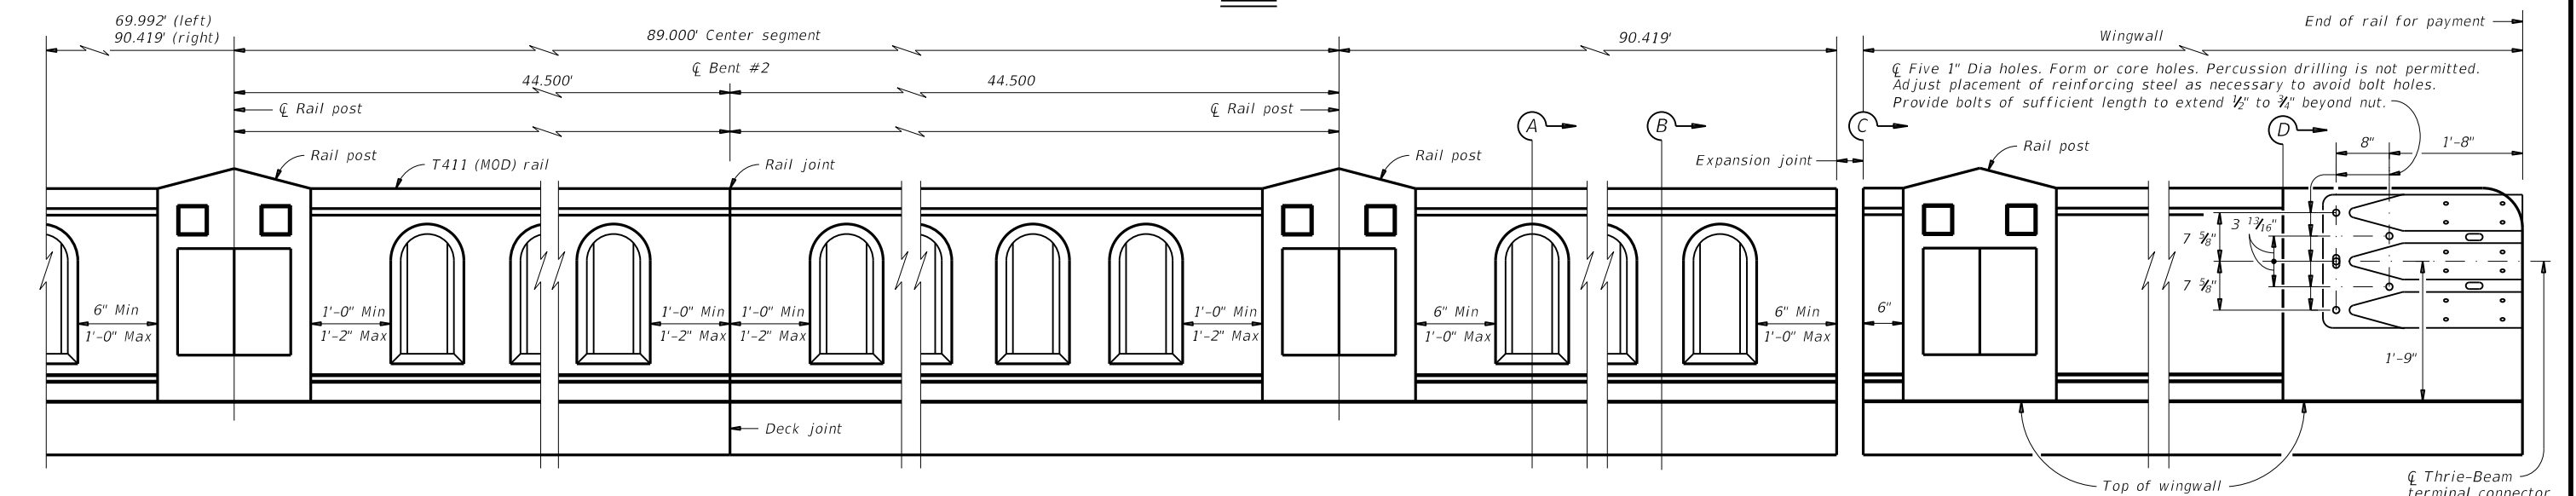 69.992' (left)
90.419' (right)
89.000' Center segment
90.419'
Wingwall
End of rail for payment
℄ Bent #2
44.500'
44.500
℄ Rail post
℄ Rail post
℄ Five 1" Dia holes. Form or core holes. Percussion drilling is not permitted.
Adjust placement of reinforcing steel as necessary to avoid bolt holes.
Provide bolts of sufficient length to extend 1/2" to 3/4" beyond nut.
A
B
C
D
Rail post
T411 (MOD) rail
Rail joint
Rail post
Expansion joint
Rail post
8"
1'-8"
3 13/16"
7 5/8"
7 5/8"
6" Min
1'-0" Max
1'-0" Min
1'-2" Max
1'-0" Min
1'-2" Max
1'-0" Min
1'-2" Max
1'-0" Min
1'-2" Max
6" Min
1'-0" Max
6" Min
1'-0" Max
6"
1'-9"
Deck joint
Top of wingwall
℄ Thrie-Beam
terminal connector